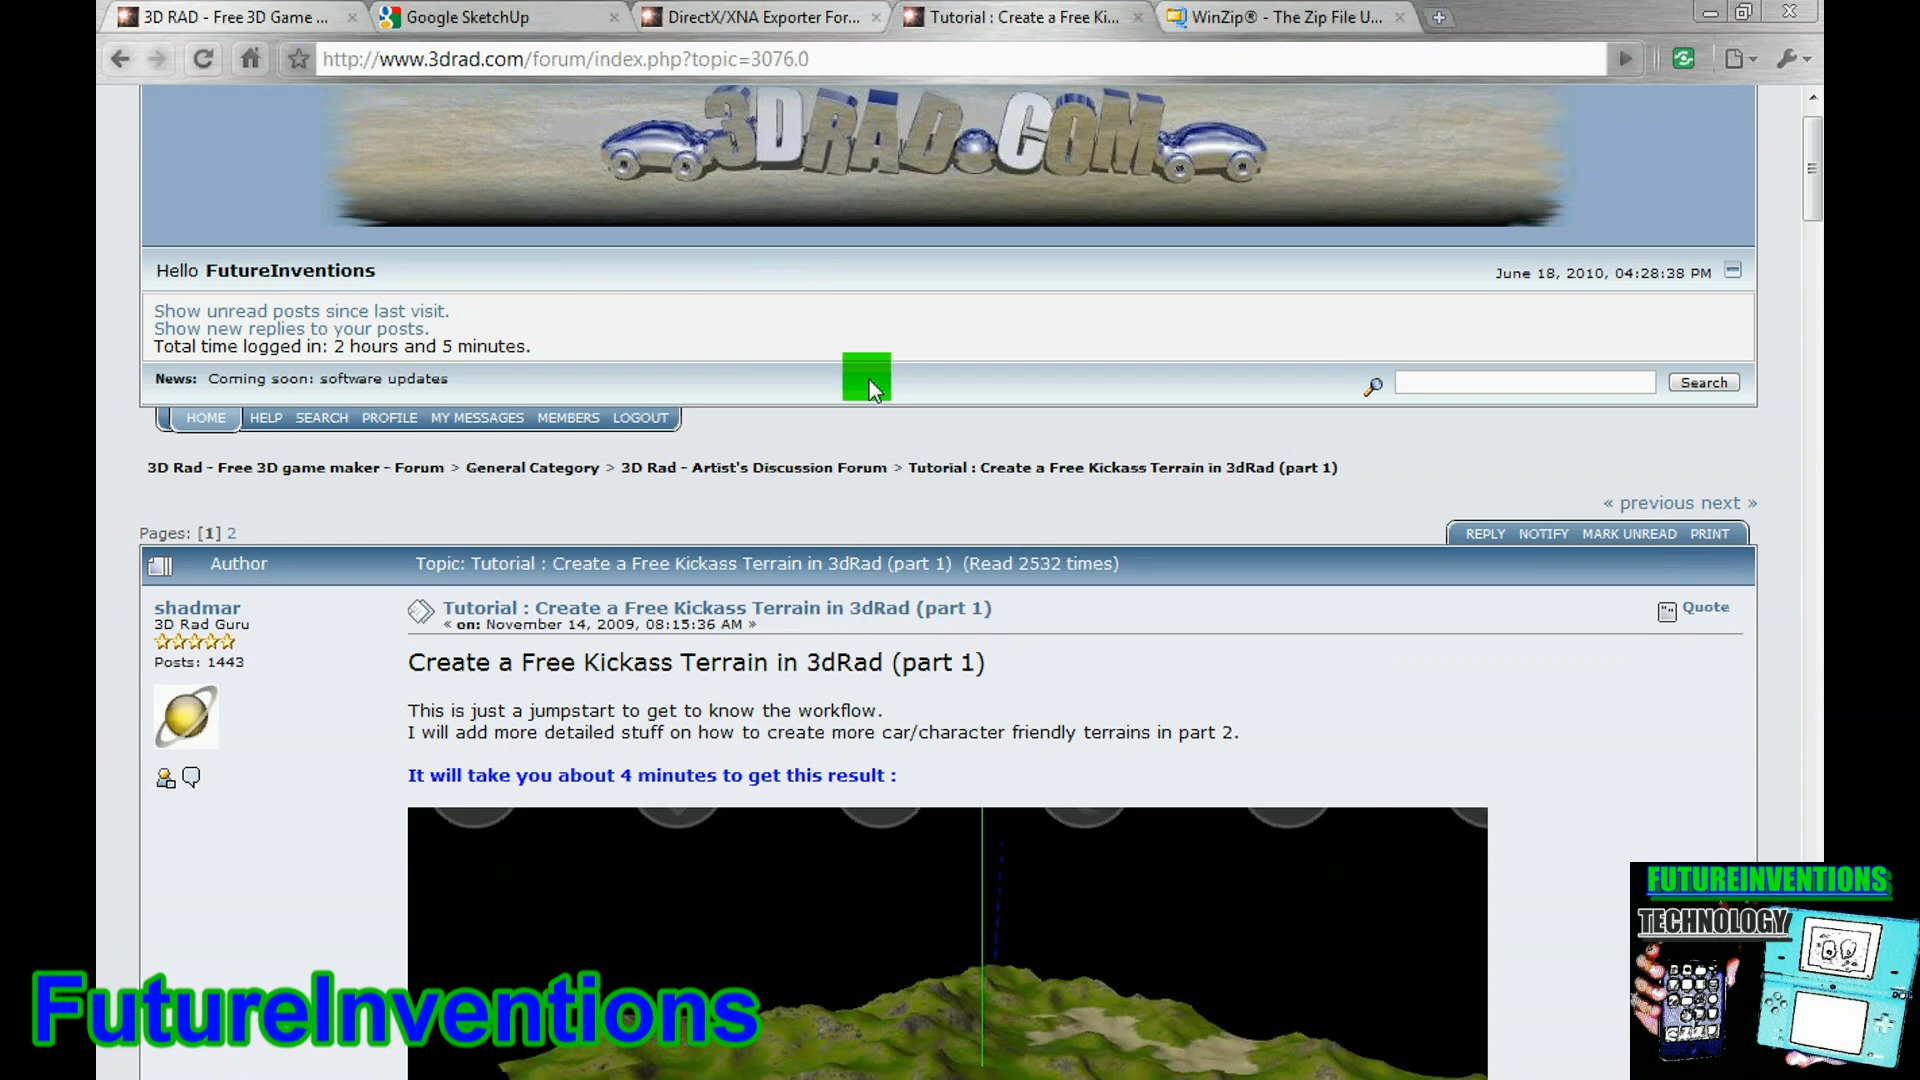 3D RAD - Free 3D Game ...
Google SketchUp
DirectX/XNA Exporter For...
Tutorial : Create a Free Ki...
WinZip® - The Zip File U...
http://www.3drad.com/forum/index.php?topic=3076.0
3DRAD.COM
Hello FutureInventions
June 18, 2010, 04:28:38 PM
Show unread posts since last visit.
Show new replies to your posts.
Total time logged in: 2 hours and 5 minutes.
News: Coming soon: software updates
Search
HOME HELP SEARCH PROFILE MY MESSAGES MEMBERS LOGOUT
3D Rad - Free 3D game maker - Forum > General Category > 3D Rad - Artist's Discussion Forum > Tutorial : Create a Free Kickass Terrain in 3dRad (part 1)
« previous next »
Pages: [1] 2
REPLY NOTIFY MARK UNREAD PRINT
Author
Topic: Tutorial : Create a Free Kickass Terrain in 3dRad (part 1) (Read 2532 times)
shadmar
3D Rad Guru
Posts: 1443
Tutorial : Create a Free Kickass Terrain in 3dRad (part 1)
« on: November 14, 2009, 08:15:36 AM »
Quote
Create a Free Kickass Terrain in 3dRad (part 1)
This is just a jumpstart to get to know the workflow.
I will add more detailed stuff on how to create more car/character friendly terrains in part 2.
It will take you about 4 minutes to get this result :
FUTUREINVENTIONS
TECHNOLOGY
FutureInventions